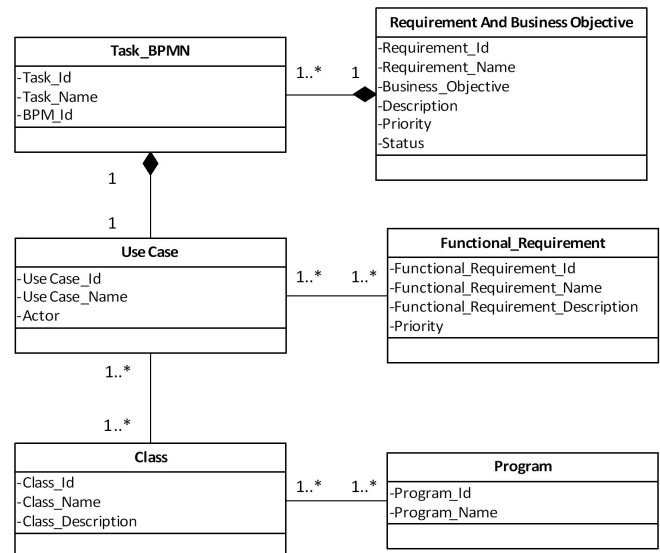 Task_BPMN
-Task_Id
-Task_Name
-BPM_Id
1..*
1
Requirement And Business Objective
-Requirement_Id
-Requirement_Name
-Business_Objective
-Description
-Priority
-Status
1
1
Use Case
-Use Case_Id
-Use Case_Name
-Actor
1..*
1..*
Functional_Requirement
-Functional_Requirement_Id
-Functional_Requirement_Name
-Functional_Requirement_Description
-Priority
1..*
1..*
Class
-Class_Id
-Class_Name
-Class_Description
1..*
1..*
Program
-Program_Id
-Program_Name